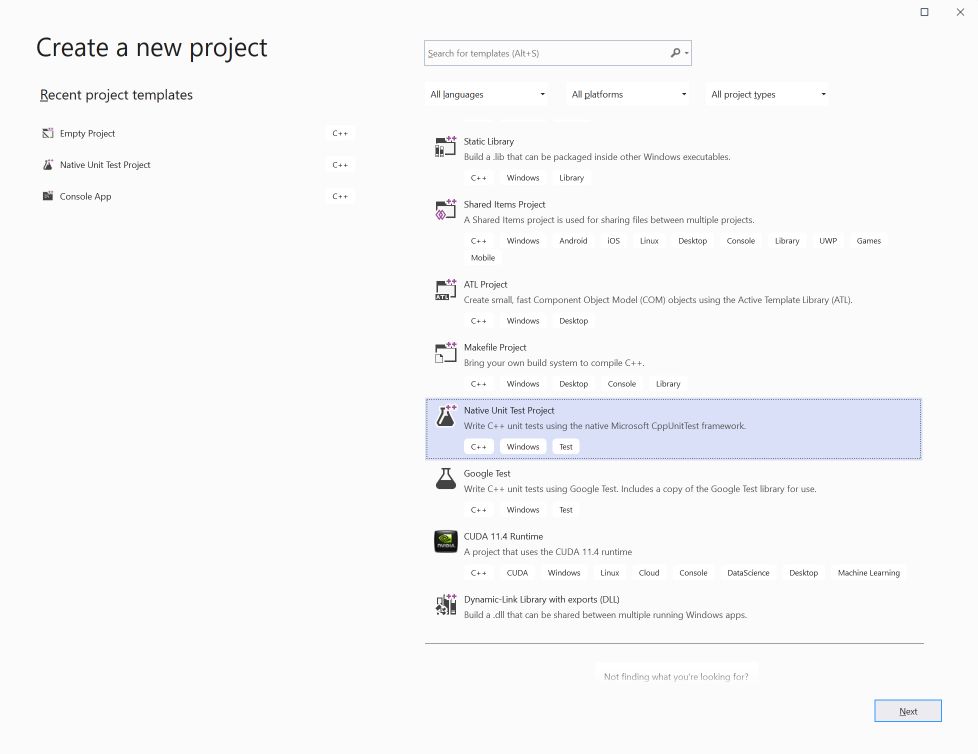 Create a new project
Search for templates (Alt+S)
Recent project templates
All languages
All platforms
All project types
Empty Project
C++
Native Unit Test Project
C++
Console App
C++
Static Library
Build a .lib that can be packaged inside other Windows executables.
C++ Windows Library
Shared Items Project
A Shared Items project is used for sharing files between multiple projects.
C++ Windows Android iOS Linux Desktop Console Library UWP Games
Mobile
ATL Project
ATL
Create small, fast Component Object Model (COM) objects using the Active Template Library (ATL).
C++ Windows Desktop
Makefile Project
Bring your own build system to compile C++.
C++ Windows Desktop Console Library
Native Unit Test Project
Write C++ unit tests using the native Microsoft CppUnitTest framework.
C++ Windows Test
Google Test
Write C++ unit tests using Google Test. Includes a copy of the Google Test library for use.
C++ Windows Test
CUDA 11.4 Runtime
NVIDIA
A project that uses the CUDA 11.4 runtime
C++ CUDA Windows Linux Cloud Console DataScience Desktop Machine Learning
Dynamic-Link Library with exports (DLL)
Build a .dll that can be shared between multiple running Windows apps.
Not finding what you're looking for?
Next